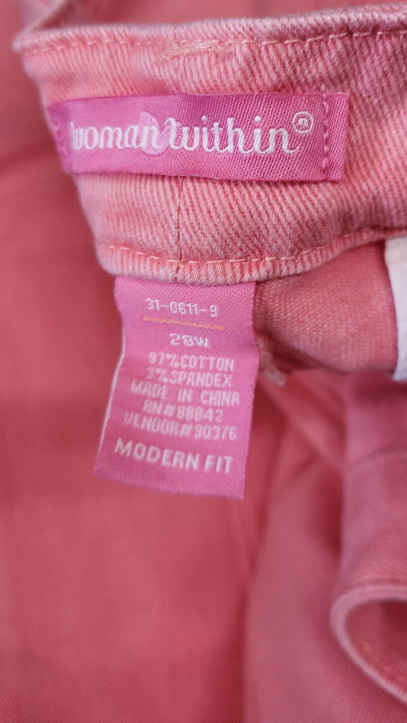 woman within®
31-0611-9
28W
97%COTTON
3%SPANDEX
MADE IN CHINA
RN#88842
VENDOR#90376
MODERN FIT